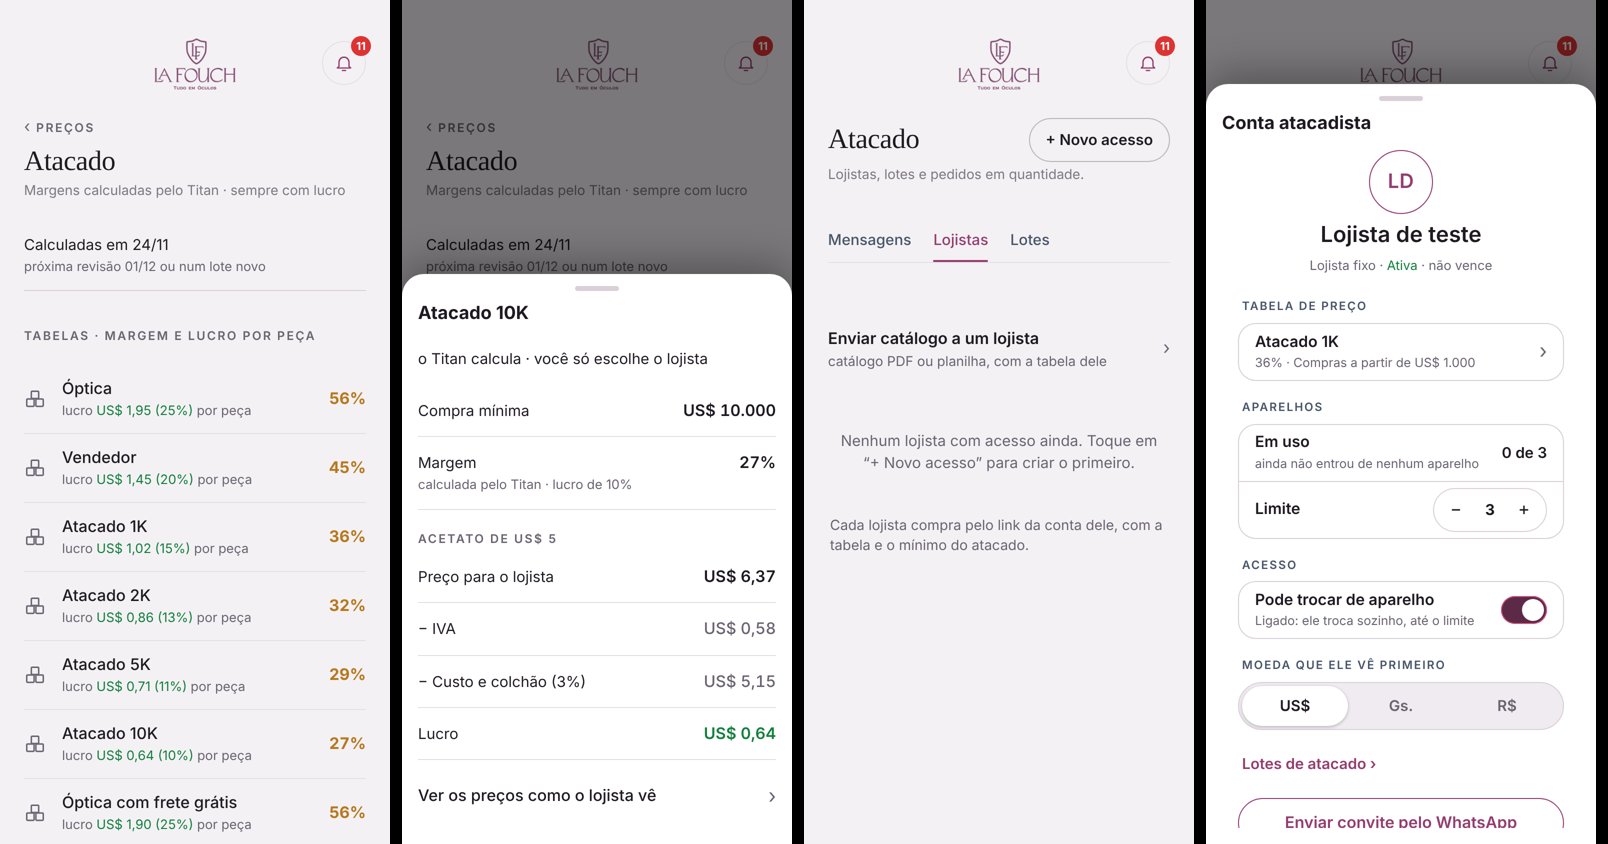 LF
LA FOUCH
TUDO EM ÓCULOS
11
‹ PREÇOS
Atacado
Margens calculadas pelo Titan · sempre com lucro
Calculadas em 24/11
próxima revisão 01/12 ou num lote novo
TABELAS · MARGEM E LUCRO POR PEÇA
Óptica
lucro US$ 1,95 (25%) por peça
56%
Vendedor
lucro US$ 1,45 (20%) por peça
45%
Atacado 1K
lucro US$ 1,02 (15%) por peça
36%
Atacado 2K
lucro US$ 0,86 (13%) por peça
32%
Atacado 5K
lucro US$ 0,71 (11%) por peça
29%
Atacado 10K
lucro US$ 0,64 (10%) por peça
27%
Óptica com frete grátis
lucro US$ 1,90 (25%) por peça
56%
LF
LA FOUCH
TUDO EM ÓCULOS
11
‹ PREÇOS
Atacado
Margens calculadas pelo Titan · sempre com lucro
Calculadas em 24/11
próxima revisão 01/12 ou num lote novo
Atacado 10K
o Titan calcula · você só escolhe o lojista
Compra mínima
US$ 10.000
Margem
27%
calculada pelo Titan · lucro de 10%
ACETATO DE US$ 5
Preço para o lojista
US$ 6,37
− IVA
US$ 0,58
− Custo e colchão (3%)
US$ 5,15
Lucro
US$ 0,64
Ver os preços como o lojista vê ›
LF
LA FOUCH
TUDO EM ÓCULOS
11
Atacado
+ Novo acesso
Lojistas, lotes e pedidos em quantidade.
Mensagens Lojistas Lotes
Enviar catálogo a um lojista
catálogo PDF ou planilha, com a tabela dele
›
Nenhum lojista com acesso ainda. Toque em
“+ Novo acesso” para criar o primeiro.
Cada lojista compra pelo link da conta dele, com a
tabela e o mínimo do atacado.
LF
LA FOUCH
11
Conta atacadista
LD
Lojista de teste
Lojista fixo · Ativa · não vence
TABELA DE PREÇO
Atacado 1K
36% · Compras a partir de US$ 1.000
›
APARELHOS
Em uso
ainda não entrou de nenhum aparelho
0 de 3
Limite
− 3 +
ACESSO
Pode trocar de aparelho
Ligado: ele troca sozinho, até o limite
MOEDA QUE ELE VÊ PRIMEIRO
US$ Gs. R$
Lotes de atacado ›
Enviar convite pelo WhatsApp